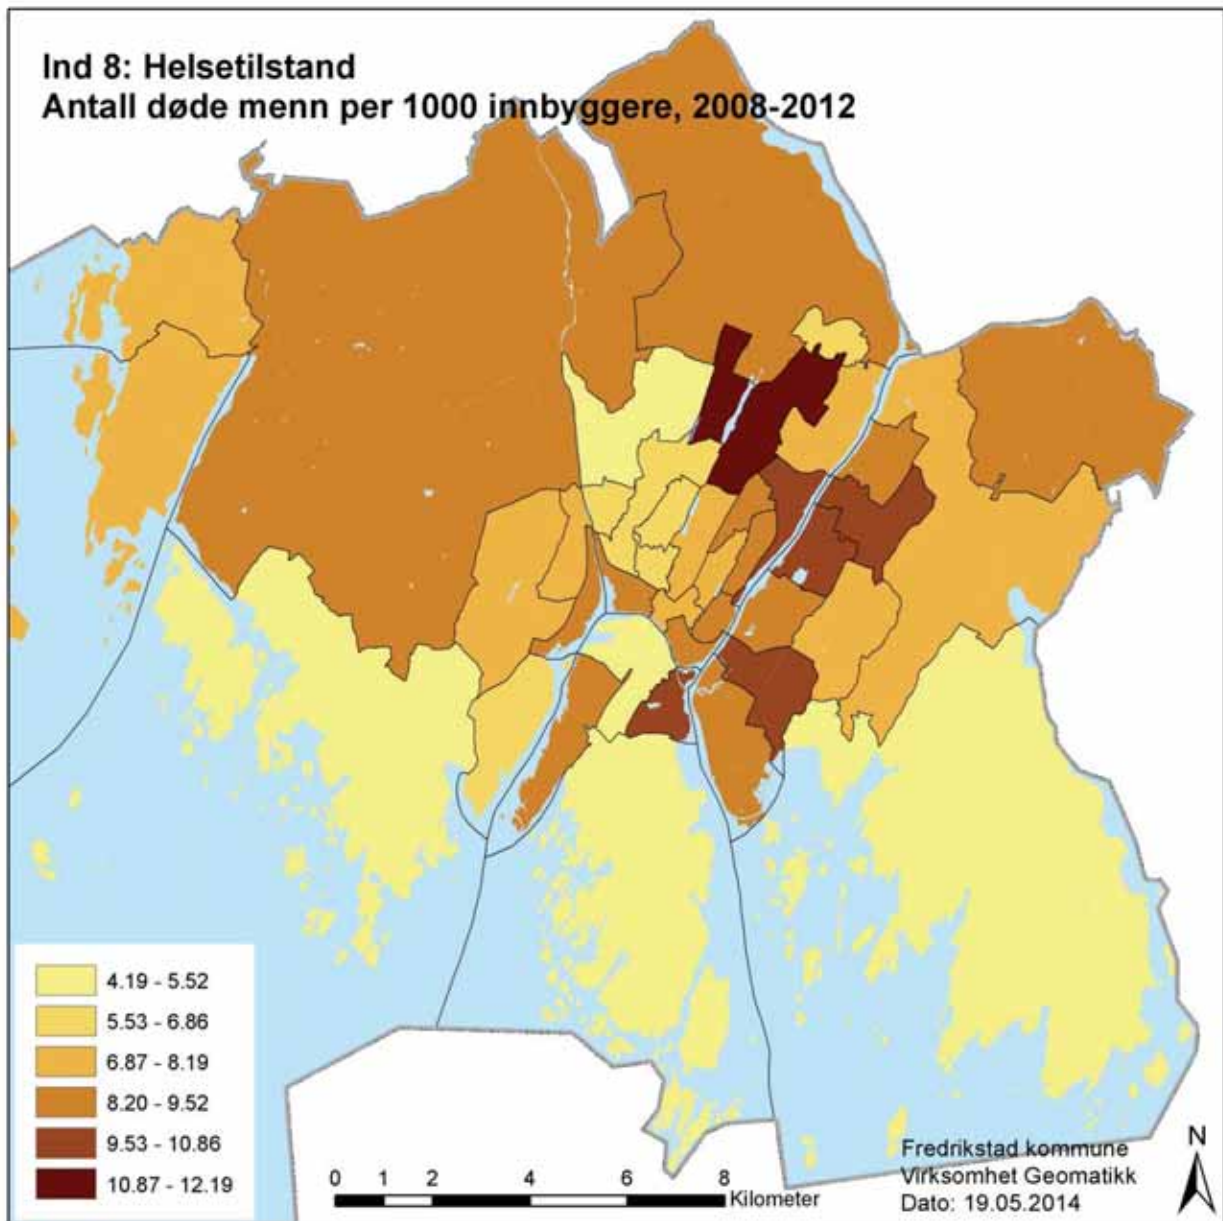 Ind 8: Helsetilstand
Antall døde menn per 1000 innbyggere, 2008-2012
4.19 - 5.52
5.53 - 6.86
6.87 - 8.19
8.20 - 9.52
9.53 - 10.86
10.87 - 12.19
0 1 2 4 6 8
Kilometer
Fredrikstad kommune
Virksomhet Geomatikk
Dato: 19.05.2014
N